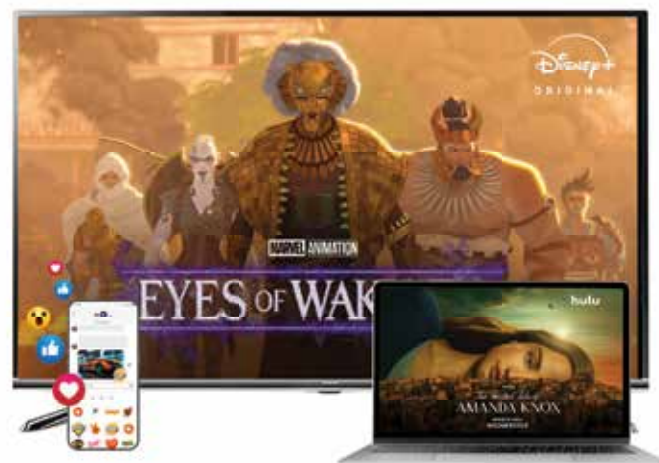 Disney+
ORIGINAL
MARVEL ANIMATION
EYES OF WAK
hulu
AMANDA KNOX